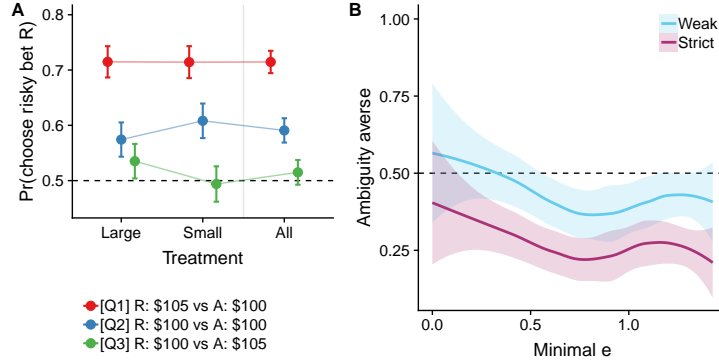 A
Pr(choose risky bet R)
0.8
0.7
0.6
0.5
Large
Small
All
Treatment
[Q1] R: $105 vs A: $100
[Q2] R: $100 vs A: $100
[Q3] R: $100 vs A: $105
B
Ambiguity averse
1.00
0.75
0.50
0.25
0.0
0.5
1.0
Minimal e
Weak
Strict